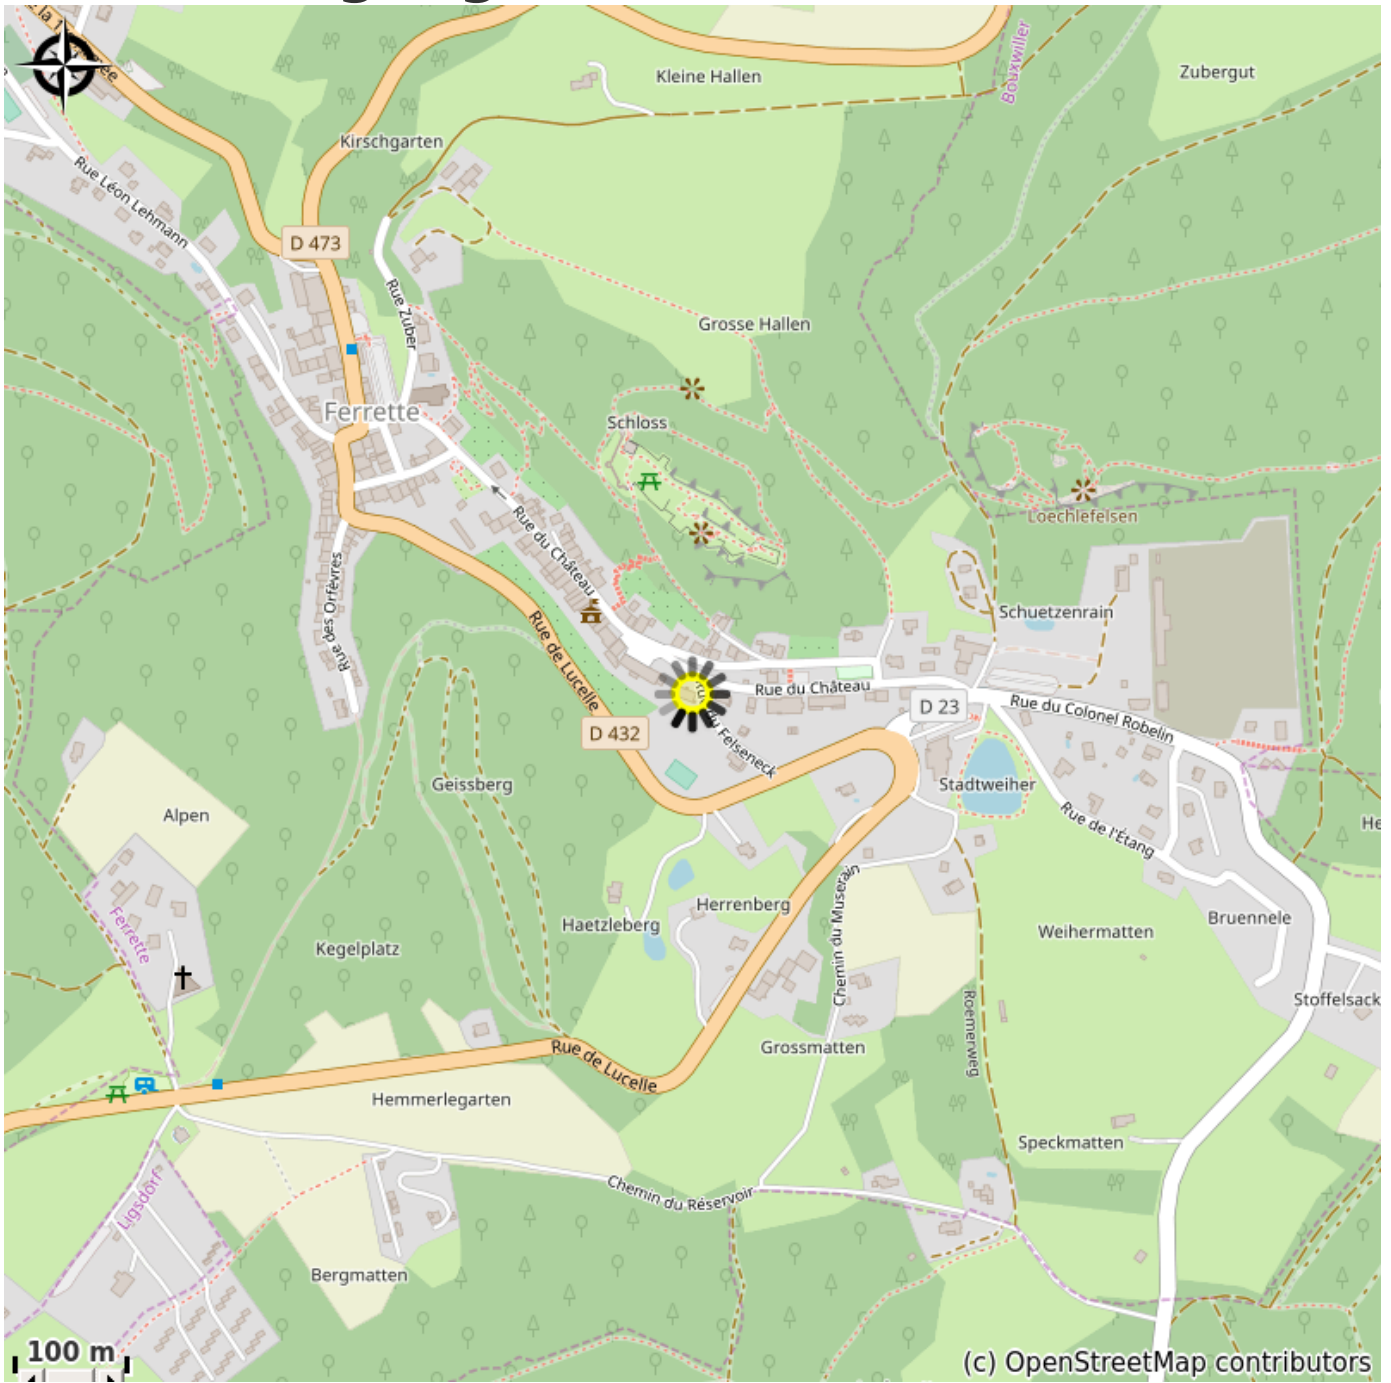 Kleine Hallen
Zubergut
Bouxwiller
Kirschgarten
Rue Léon Lehmann
D 473
Rue Zuber
Grosse Hallen
Ferrette
Schloss
Loechlefelsen
Rue du Château
Rue des Orfèvres
Schuetzenrain
Rue de Lucelle
Rue du Château
D 23
Rue du Colonel Robelin
D 432
du Felseneck
Geissberg
Stadtweiher
Alpen
Rue de l'Étang
Chemin du Muserain
Herrenberg
Haetzleberg
Bruennele
Weihermatten
Ferrette
Kegelplatz
Stoffelsack
Roemerweg
Grossmatten
Rue de Lucelle
Hemmerlegarten
Speckmatten
Ligsdorf
Chemin du Réservoir
Bergmatten
100 m
(c) OpenStreetMap contributors